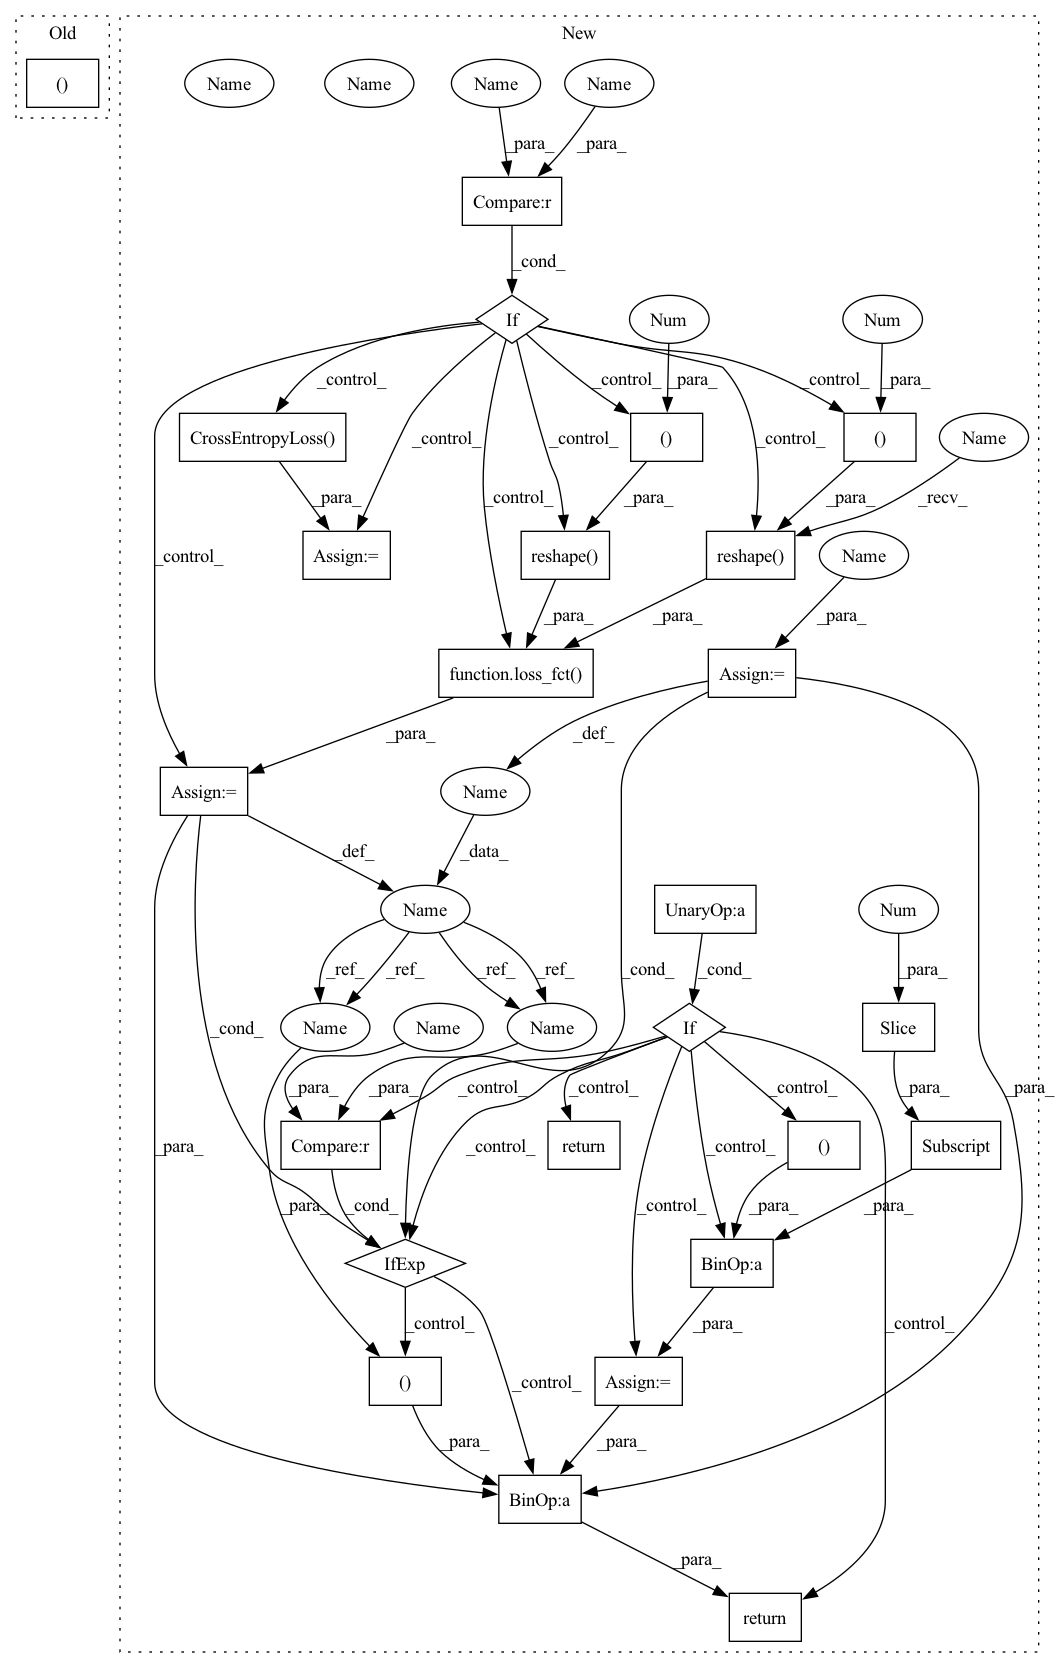 Old
New
()
Name
Name
Name
Name
_para_
_para_
Compare:r
_cond_
If
Num
Num
_control_
_control_
_para_
_control_
_para_
CrossEntropyLoss()
_control_
()
_control_
()
Name
_para_
_control_
_control_
_para_
_para_
_recv_
_control_
Assign:=
reshape()
reshape()
Name
_para_
_para_
_para_
function.loss_fct()
Assign:=
_para_
_def_
Assign:=
Name
_def_
_data_
Name
UnaryOp:a
Num
_ref_
_ref_
_ref_
_ref_
_cond_
_cond_
_para_
_cond_
Name
Name
Name
If
Slice
_para_
_para_
_control_
_control_
_control_
_para_
_para_
_para_
Compare:r
_control_
return
_control_
()
Subscript
_para_
_cond_
_control_
_para_
_para_
IfExp
BinOp:a
_control_
_para_
_control_
()
_control_
Assign:=
_para_
_para_
BinOp:a
_para_
return